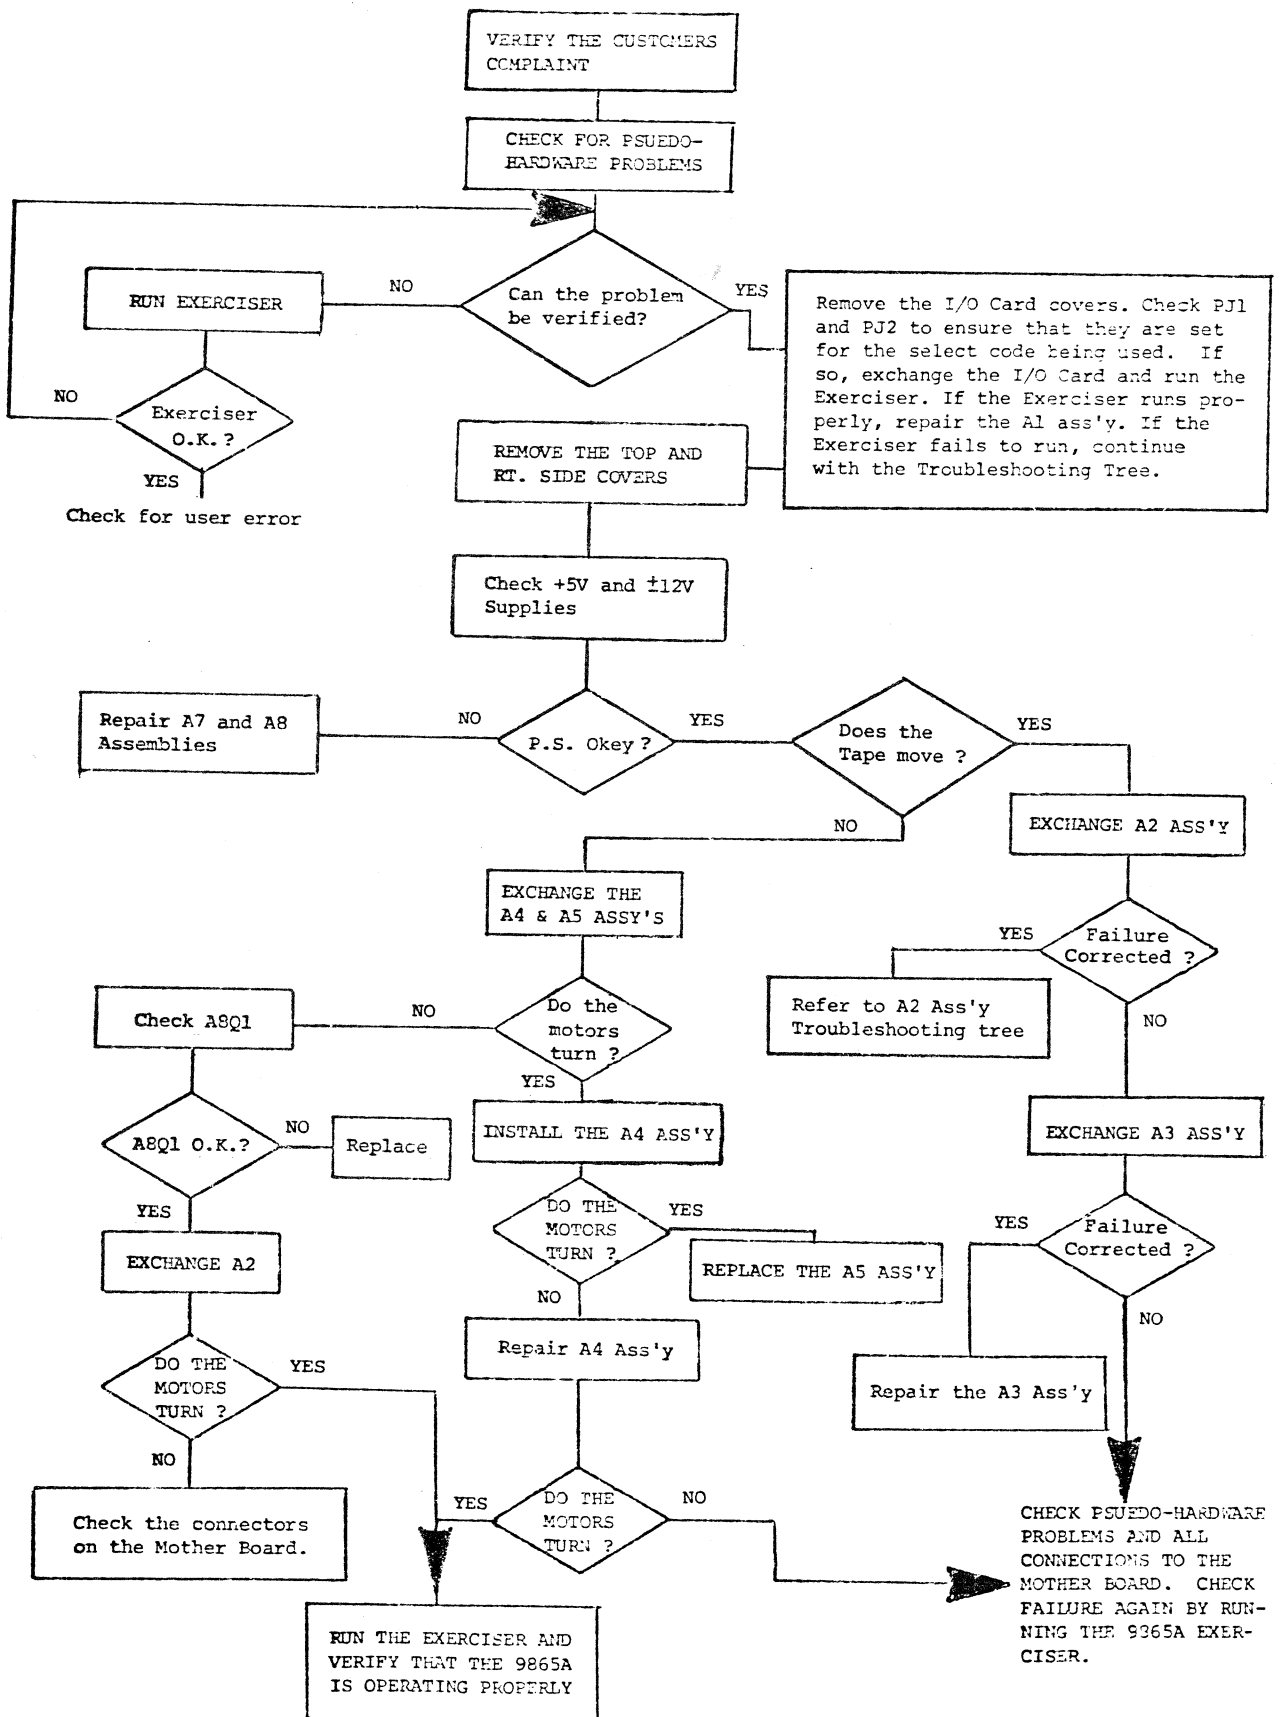 VERIFY THE CUSTOMERS
COMPLAINT
CHECK FOR PSUEDO-
HARDWARE PROBLEMS
Can the problem
be verified?
NO
YES
RUN EXERCISER
Exerciser
O.K.?
NO
YES
Check for user error
Remove the I/O Card covers. Check PJ1
and PJ2 to ensure that they are set
for the select code being used. If
so, exchange the I/O Card and run the
Exerciser. If the Exerciser runs pro-
perly, repair the A1 ass'y. If the
Exerciser fails to run, continue
with the Troubleshooting Tree.
REMOVE THE TOP AND
RT. SIDE COVERS
Check +5V and ±12V
Supplies
P.S. Okey ?
NO
Repair A7 and A8
Assemblies
YES
Does the
Tape move ?
YES
NO
EXCHANGE A2 ASS'Y
Failure
Corrected ?
YES
Refer to A2 Ass'y
Troubleshooting tree
NO
EXCHANGE A3 ASS'Y
Failure
Corrected ?
YES
Repair the A3 Ass'y
NO
EXCHANGE THE
A4 & A5 ASSY'S
Do the
motors
turn ?
NO
Check A8Q1
A8Q1 O.K.?
NO
Replace
YES
EXCHANGE A2
DO THE
MOTORS
TURN ?
YES
NO
Check the connectors
on the Mother Board.
YES
INSTALL THE A4 ASS'Y
DO THE
MOTORS
TURN ?
YES
REPLACE THE A5 ASS'Y
NO
Repair A4 Ass'y
DO THE
MOTORS
TURN ?
YES
NO
RUN THE EXERCISER AND
VERIFY THAT THE 9865A
IS OPERATING PROPERLY
CHECK PSUEDO-HARDWARE
PROBLEMS AND ALL
CONNECTIONS TO THE
MOTHER BOARD. CHECK
FAILURE AGAIN BY RUN-
NING THE 9865A EXER-
CISER.